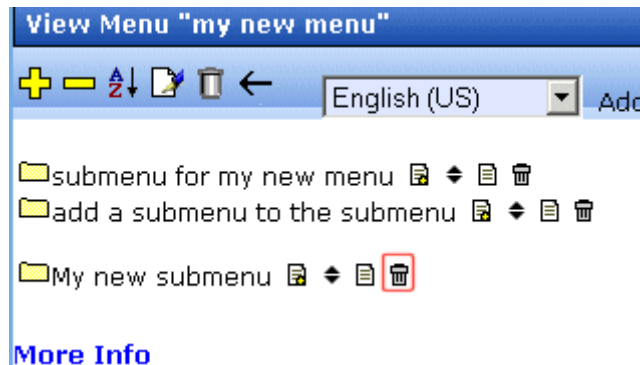 View Menu "my new menu"
English (US) Add
submenu for my new menu
add a submenu to the submenu
My new submenu
More Info